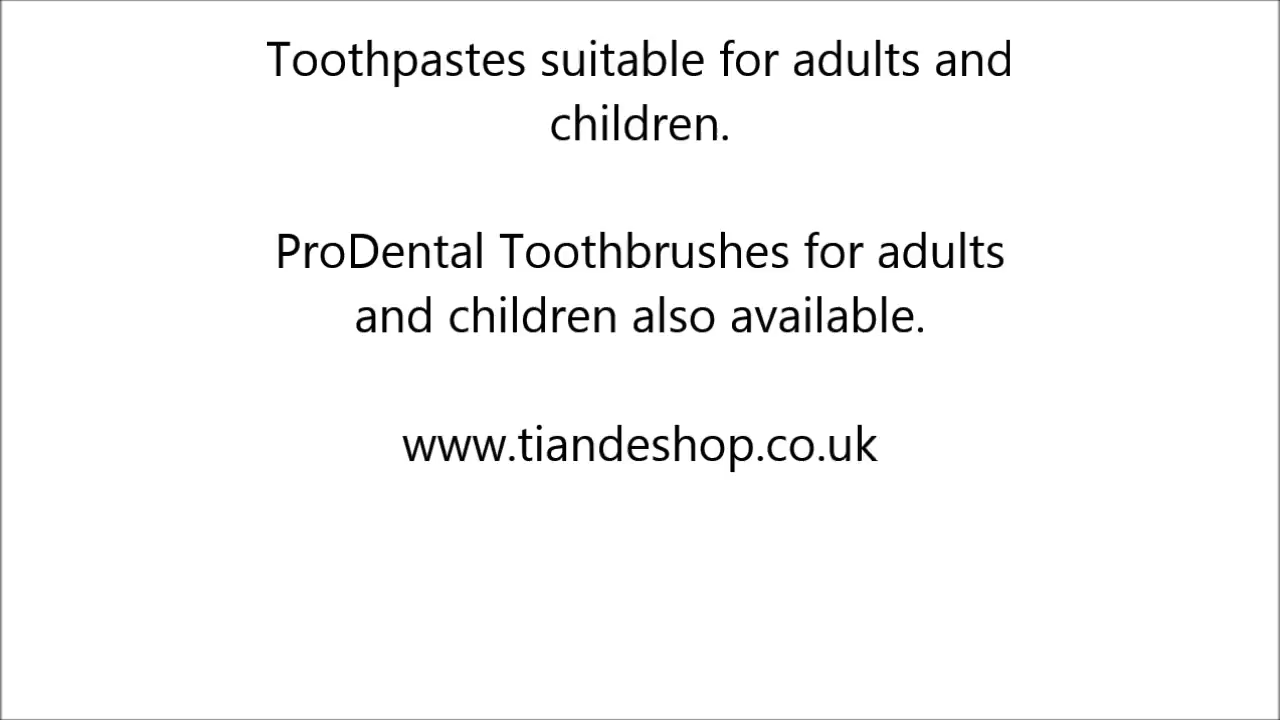 Toothpastes suitable for adults and
children.
ProDental Toothbrushes for adults
and children also available.
www.tiandeshop.co.uk